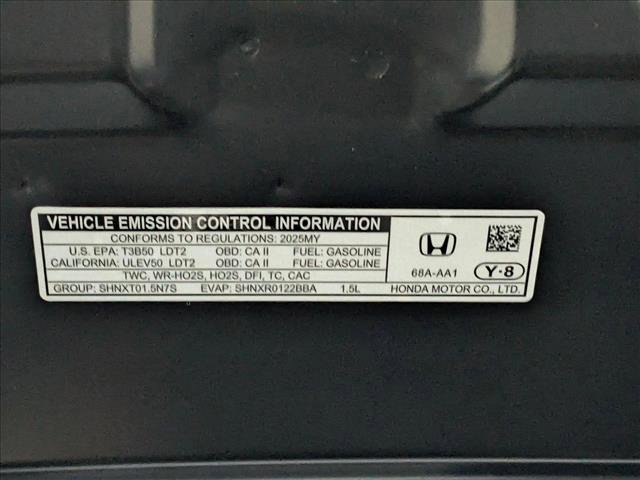 VEHICLE EMISSION CONTROL INFORMATION
CONFORMS TO REGULATIONS: 2025MY
U.S. EPA: T3B50 LDT2 OBD: CA II FUEL: GASOLINE
CALIFORNIA: ULEV50 LDT2 OBD: CA II FUEL: GASOLINE
TWC, WR-HO2S, HO2S, DFI, TC, CAC
GROUP: SHNXT01.5N7S EVAP: SHNXR0122BBA 1.5L
68A-AA1
Y-8
HONDA MOTOR CO., LTD.